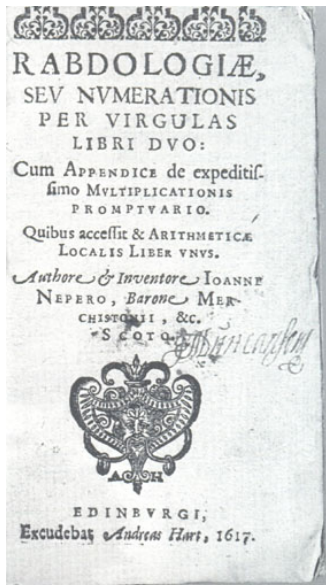 RABDOLOGIÆ,
SEV NVMERATIONIS
PER VIRGULAS
LIBRI DVO:
Cum APPENDICE de expeditiſ-
ſimo MVLTIPLICATIONIS
PROMPTVARIO.
Quibus acceſſit & ARITHMETICÆ
LOCALIS LIBER VNVS.
Authore & Inventore IOANNE
NEPERO, Barone MER-
CHISTONII, &c.
SCOTO.
A H
EDINBVRGI,
Excudebat Andreas Hart, 1617.